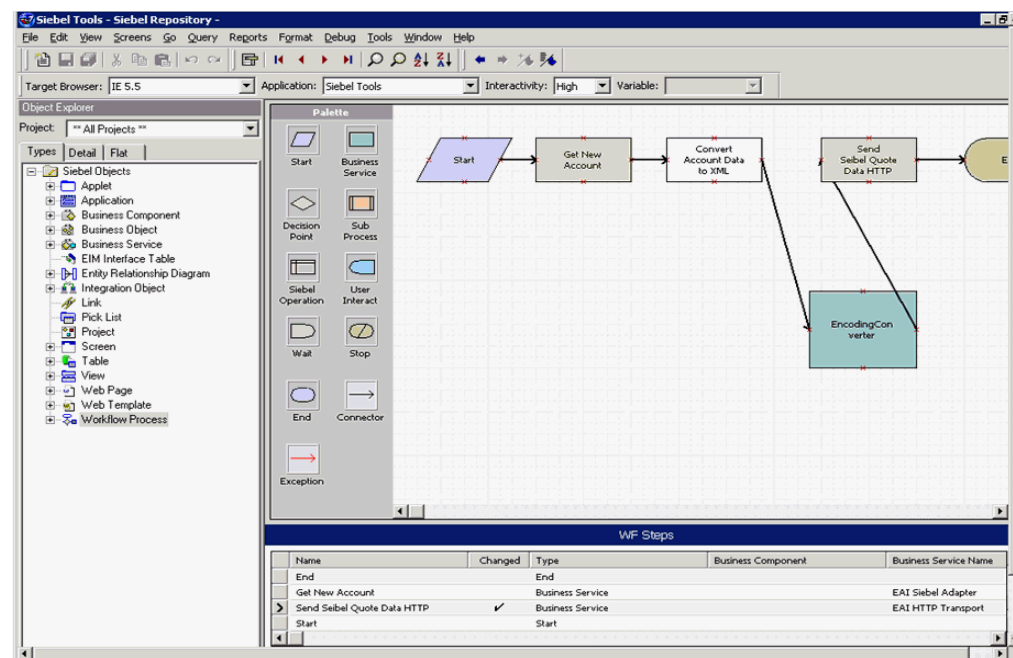 Siebel Tools - Siebel Repository -
File Edit View Screens Go Query Reports Format Debug Tools Window Help
Target Browser: IE 5.5 Application: Siebel Tools Interactivity: High Variable:
Object Explorer
Project: ** All Projects **
Types Detail Flat
Siebel Objects
Applet
Application
Business Component
Business Object
Business Service
EIM Interface Table
Entity Relationship Diagram
Integration Object
Link
Pick List
Project
Screen
Table
View
Web Page
Web Template
Workflow Process
Palette
Start
Business
Service
Decision
Point
Sub
Process
Siebel
Operation
User
Interact
Wait
Stop
End
Connector
Exception
Start
Get New
Account
Convert
Account Data
to XML
Send
Seibel Quote
Data HTTP
E
EncodingCon
verter
WF Steps
Name Changed Type Business Component Business Service Name
End End
Get New Account Business Service EAI Siebel Adapter
Send Seibel Quote Data HTTP ✓ Business Service EAI HTTP Transport
Start Start